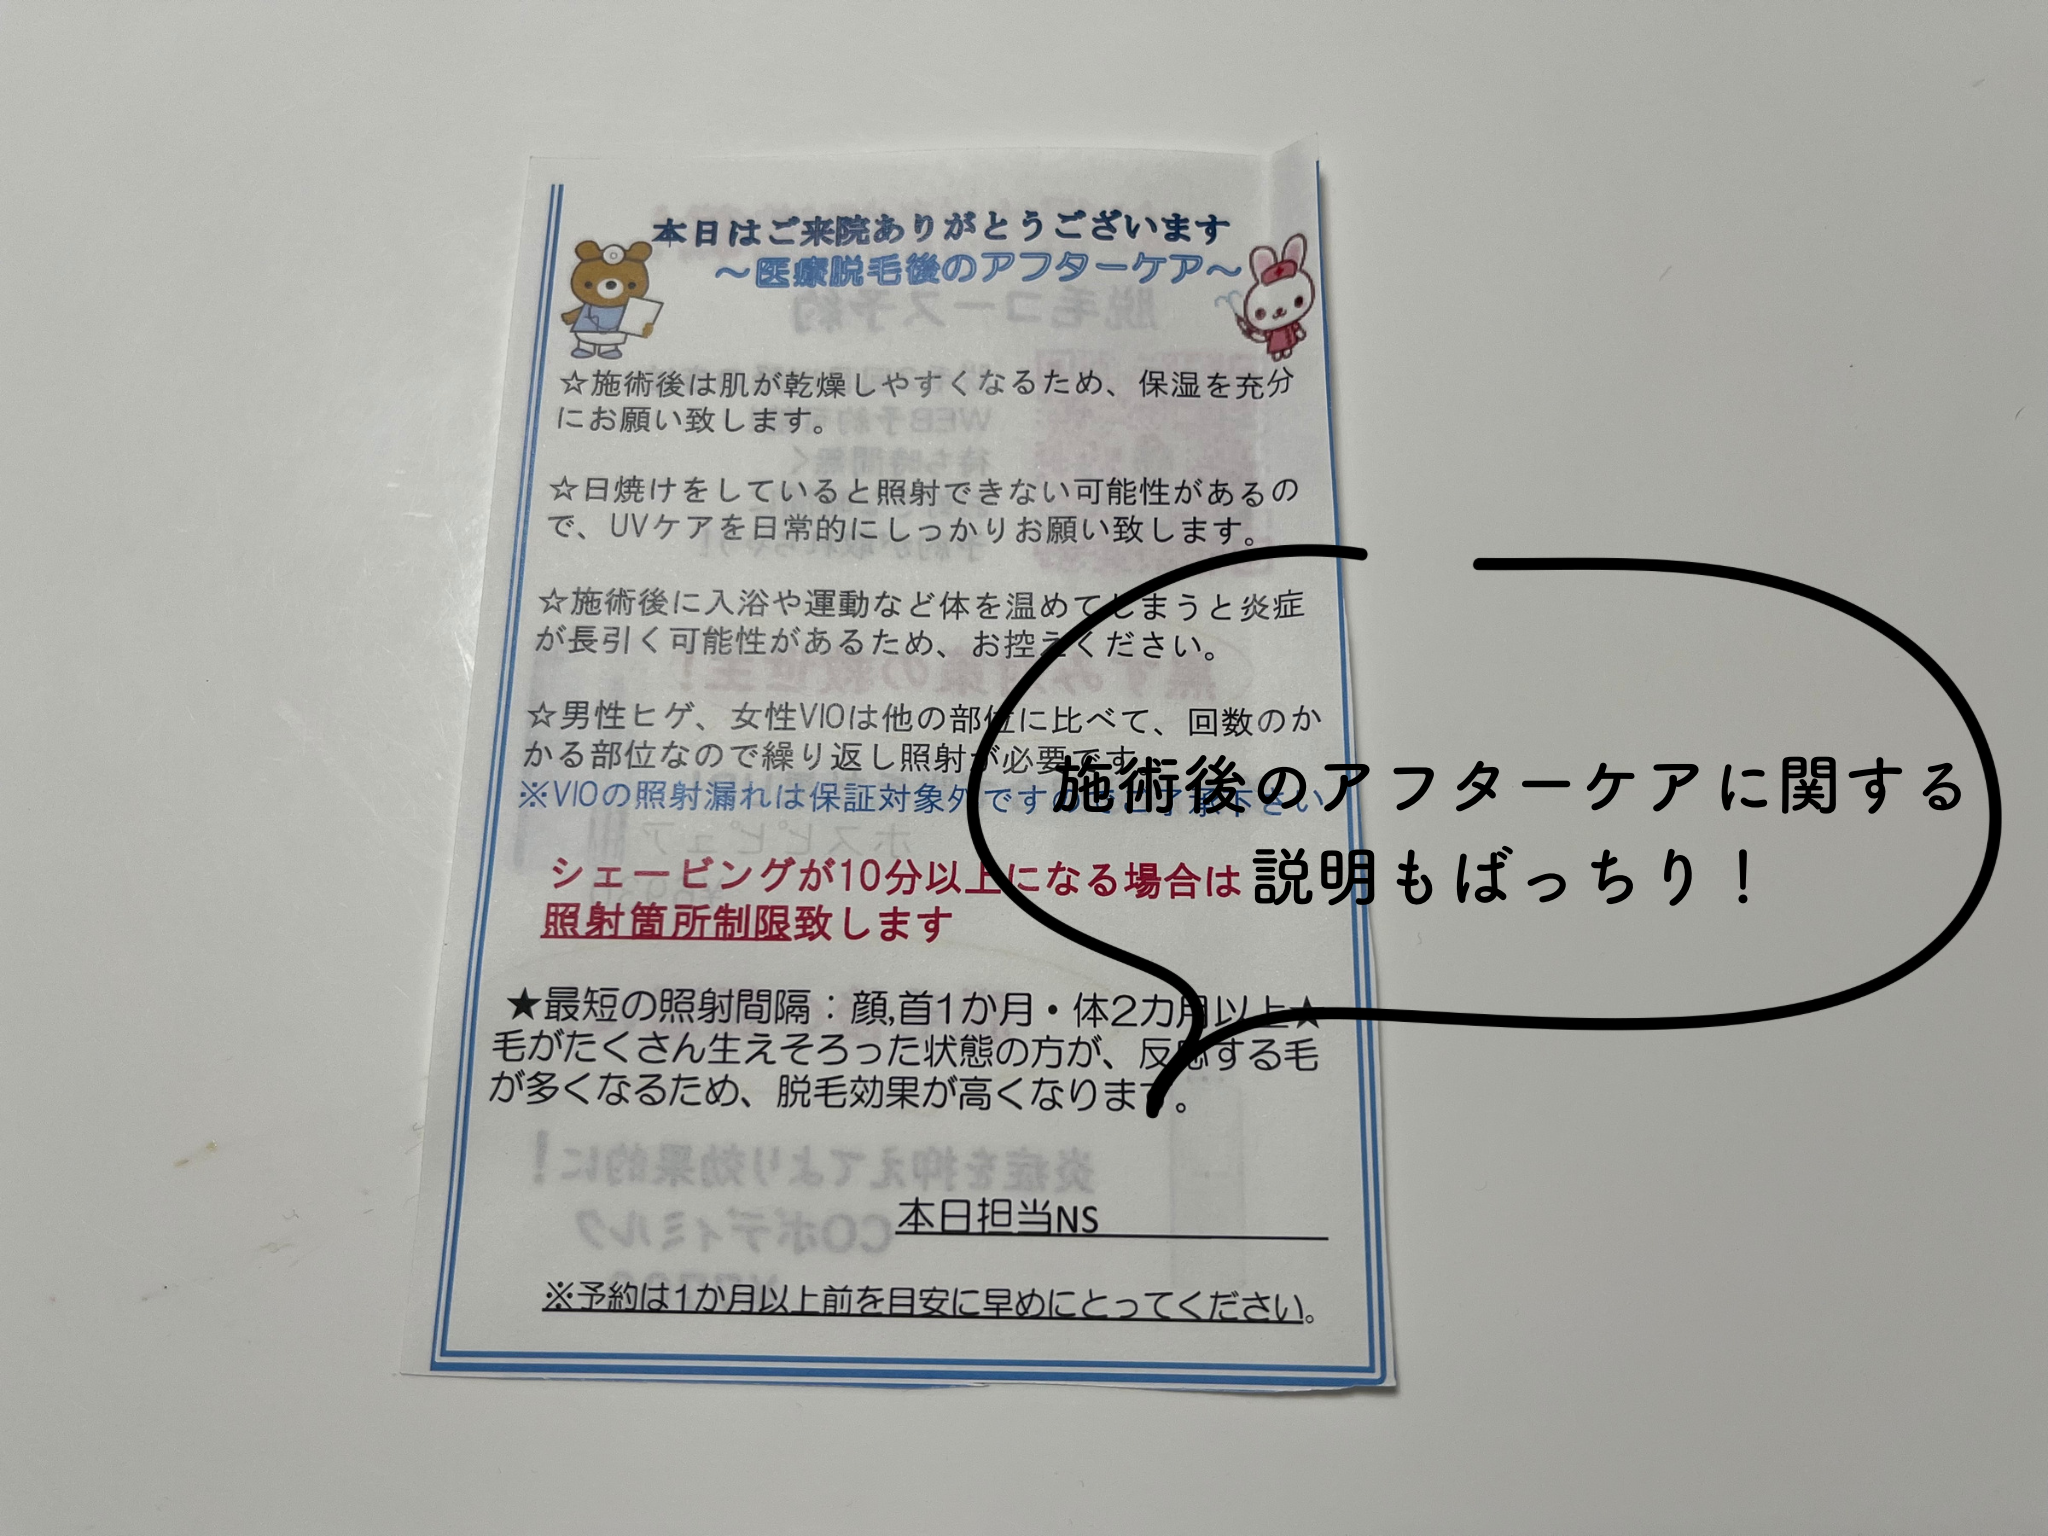 本日はご来院ありがとうございます
～医療脱毛後のアフターケア～
☆施術後は肌が乾燥しやすくなるため、保湿を充分
にお願い致します。
☆日焼けをしていると照射できない可能性があるの
で、UVケアを日常的にしっかりお願い致します。
☆施術後に入浴や運動など体を温めてしまうと炎症
が長引く可能性があるため、お控えください。
☆男性ヒゲ、女性VIOは他の部位に比べて、回数のか
かる部位なので繰り返し照射が必要です。
※VIOの照射漏れは保証対象外です
施術後のアフターケアに関する
説明もばっちり！
シェービングが10分以上になる場合は
照射箇所制限致します
★最短の照射間隔：顔,首1か月・体2カ月以上★
毛がたくさん生えそろった状態の方が、反応する毛
が多くなるため、脱毛効果が高くなります。
本日担当NS
※予約は1か月以上前を目安に早めにとってください。